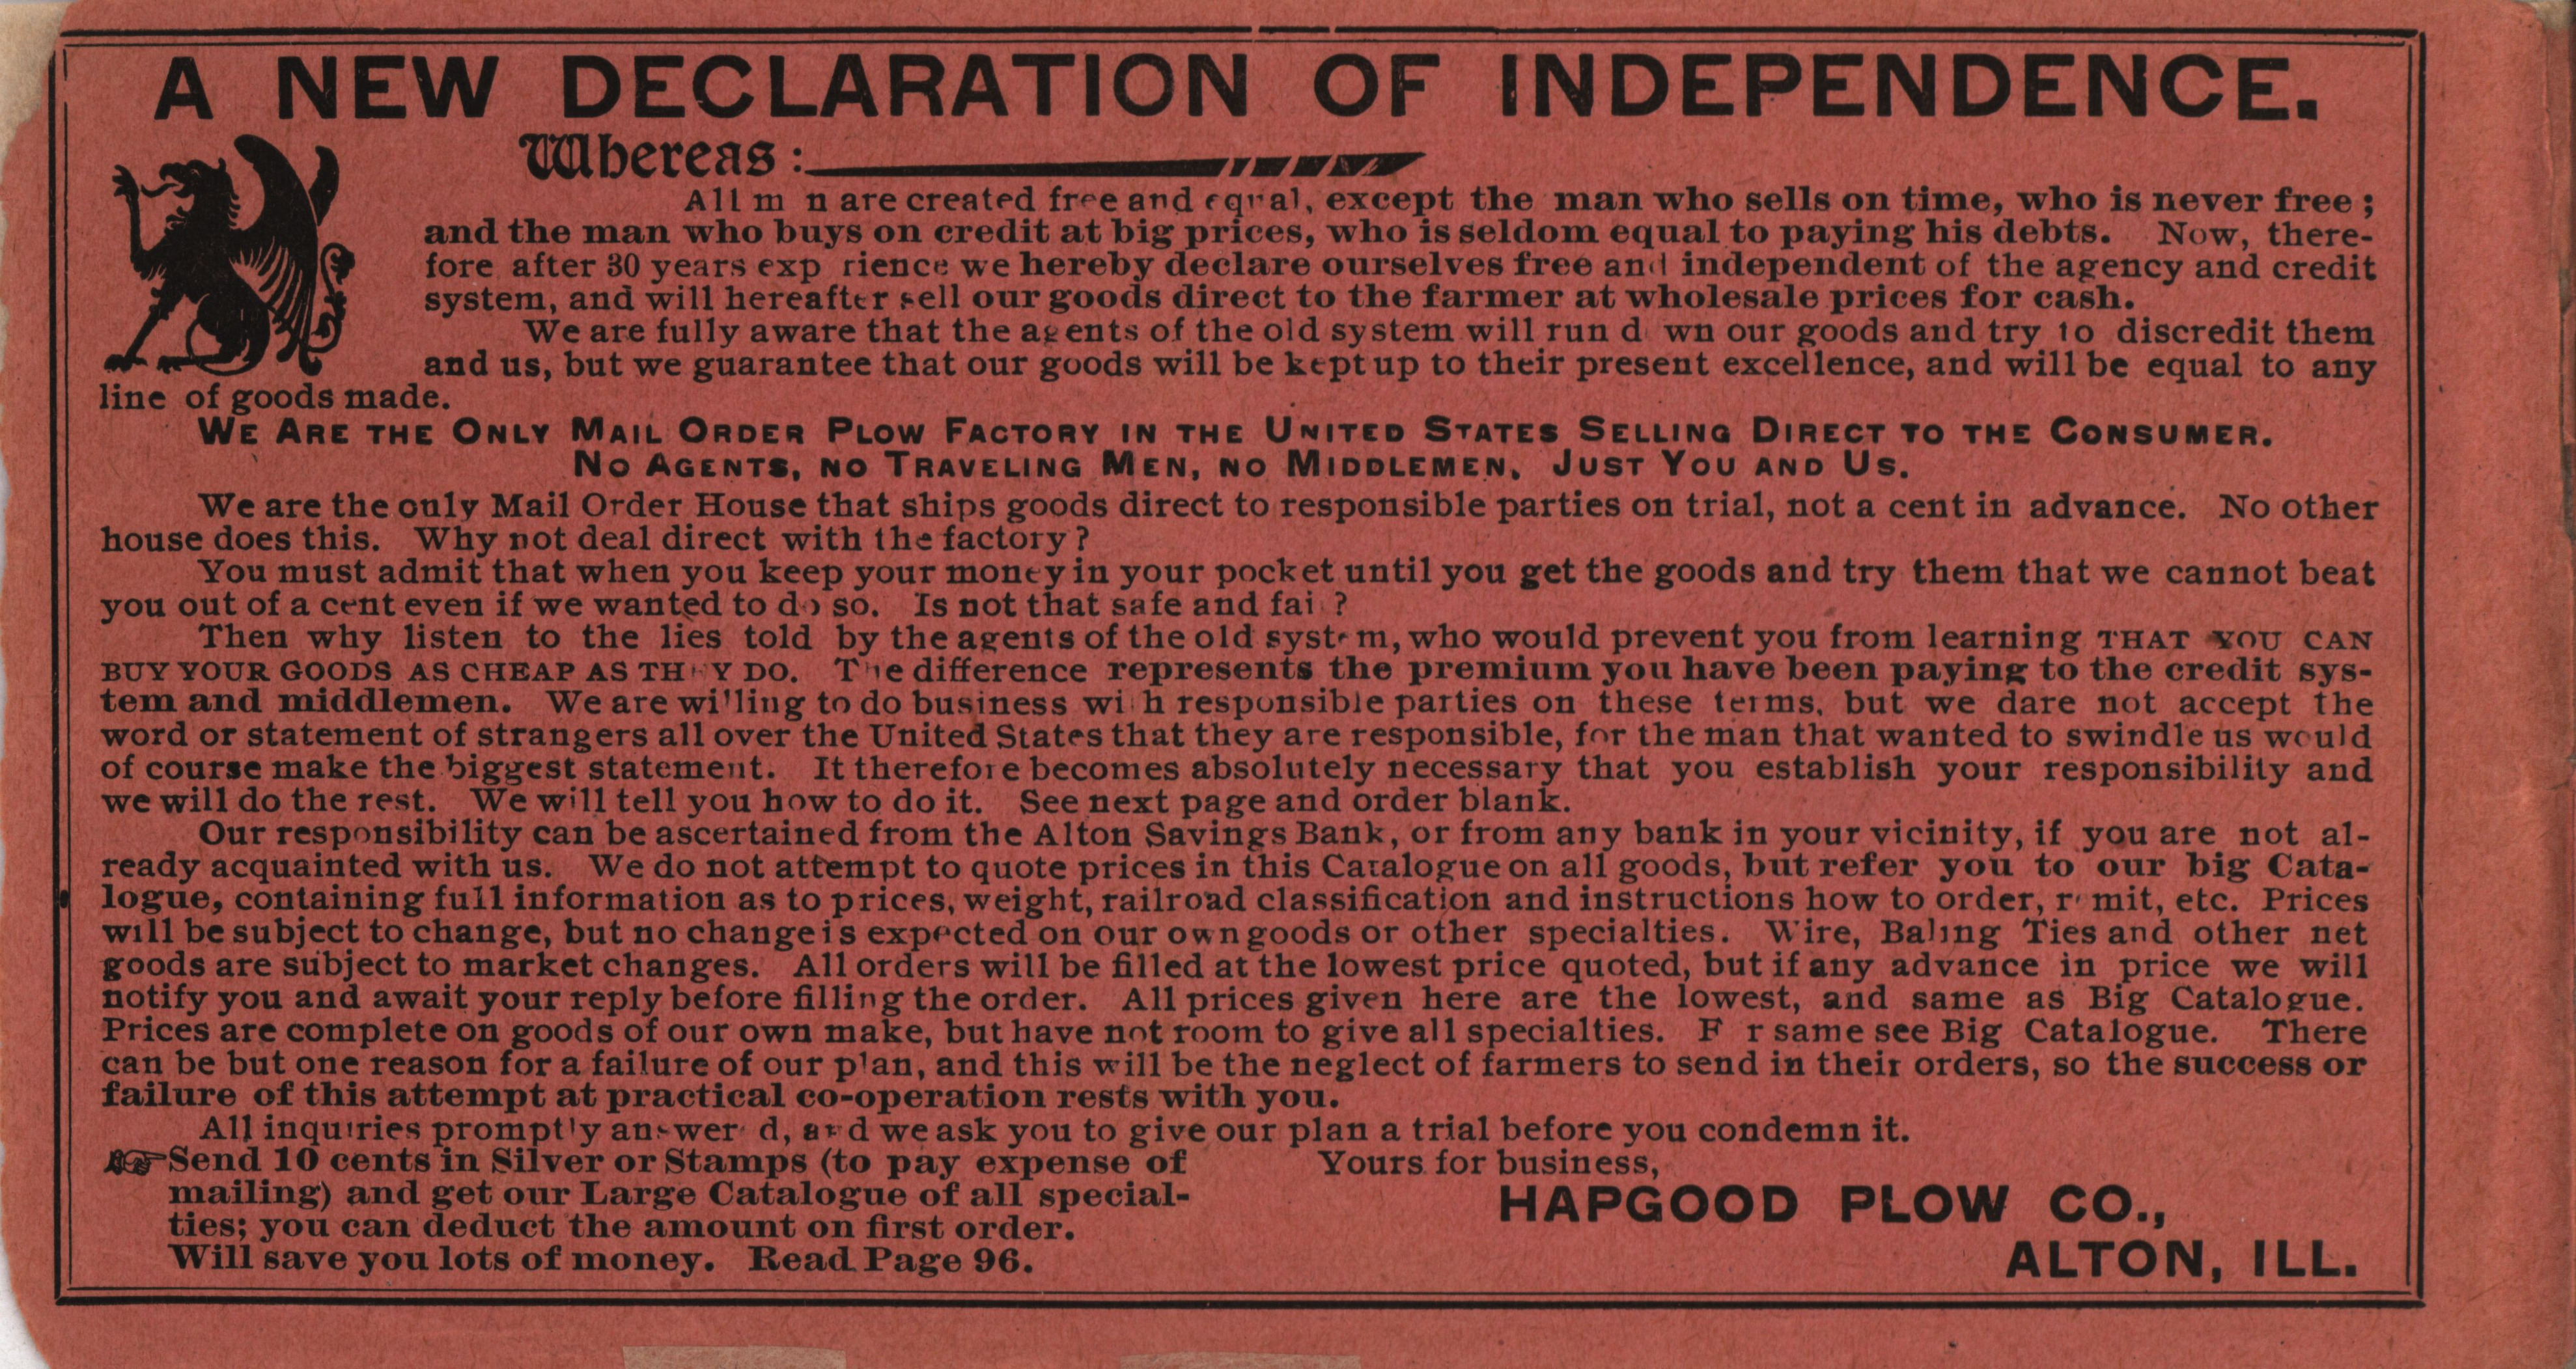 A NEW DECLARATION OF INDEPENDENCE.
Whereas:
All m n are created free and equal, except the man who sells on time, who is never free;
and the man who buys on credit at big prices, who is seldom equal to paying his debts. Now, there-
fore after 30 years exp rience we hereby declare ourselves free and independent of the agency and credit
system, and will hereafter sell our goods direct to the farmer at wholesale prices for cash.
We are fully aware that the agents of the old system will run d wn our goods and try to discredit them
and us, but we guarantee that our goods will be kept up to their present excellence, and will be equal to any
line of goods made.
WE ARE THE ONLY MAIL ORDER PLOW FACTORY IN THE UNITED STATES SELLING DIRECT TO THE CONSUMER.
NO AGENTS, NO TRAVELING MEN, NO MIDDLEMEN, JUST YOU AND US.
We are the only Mail Order House that ships goods direct to responsible parties on trial, not a cent in advance. No other
house does this. Why not deal direct with the factory?
You must admit that when you keep your money in your pocket until you get the goods and try them that we cannot beat
you out of a cent even if we wanted to do so. Is not that safe and fai ?
Then why listen to the lies told by the agents of the old system, who would prevent you from learning THAT YOU CAN
BUY YOUR GOODS AS CHEAP AS THEY DO. The difference represents the premium you have been paying to the credit sys-
tem and middlemen. We are willing to do business wi h responsible parties on these terms, but we dare not accept the
word or statement of strangers all over the United States that they are responsible, for the man that wanted to swindle us would
of course make the biggest statement. It therefore becomes absolutely necessary that you establish your responsibility and
we will do the rest. We will tell you how to do it. See next page and order blank.
Our responsibility can be ascertained from the Alton Savings Bank, or from any bank in your vicinity, if you are not al-
ready acquainted with us. We do not attempt to quote prices in this Catalogue on all goods, but refer you to our big Cata-
logue, containing full information as to prices, weight, railroad classification and instructions how to order, remit, etc. Prices
will be subject to change, but no change is expected on our own goods or other specialties. Wire, Baling Ties and other net
goods are subject to market changes. All orders will be filled at the lowest price quoted, but if any advance in price we will
notify you and await your reply before filling the order. All prices given here are the lowest, and same as Big Catalogue.
Prices are complete on goods of our own make, but have not room to give all specialties. F r same see Big Catalogue. There
can be but one reason for a failure of our plan, and this will be the neglect of farmers to send in their orders, so the success or
failure of this attempt at practical co-operation rests with you.
All inquiries promptly answer d, and we ask you to give our plan a trial before you condemn it.
Send 10 cents in Silver or Stamps (to pay expense of
mailing) and get our Large Catalogue of all special-
ties; you can deduct the amount on first order.
Will save you lots of money. Read Page 96.
Yours for business,
HAPGOOD PLOW CO.,
ALTON, ILL.